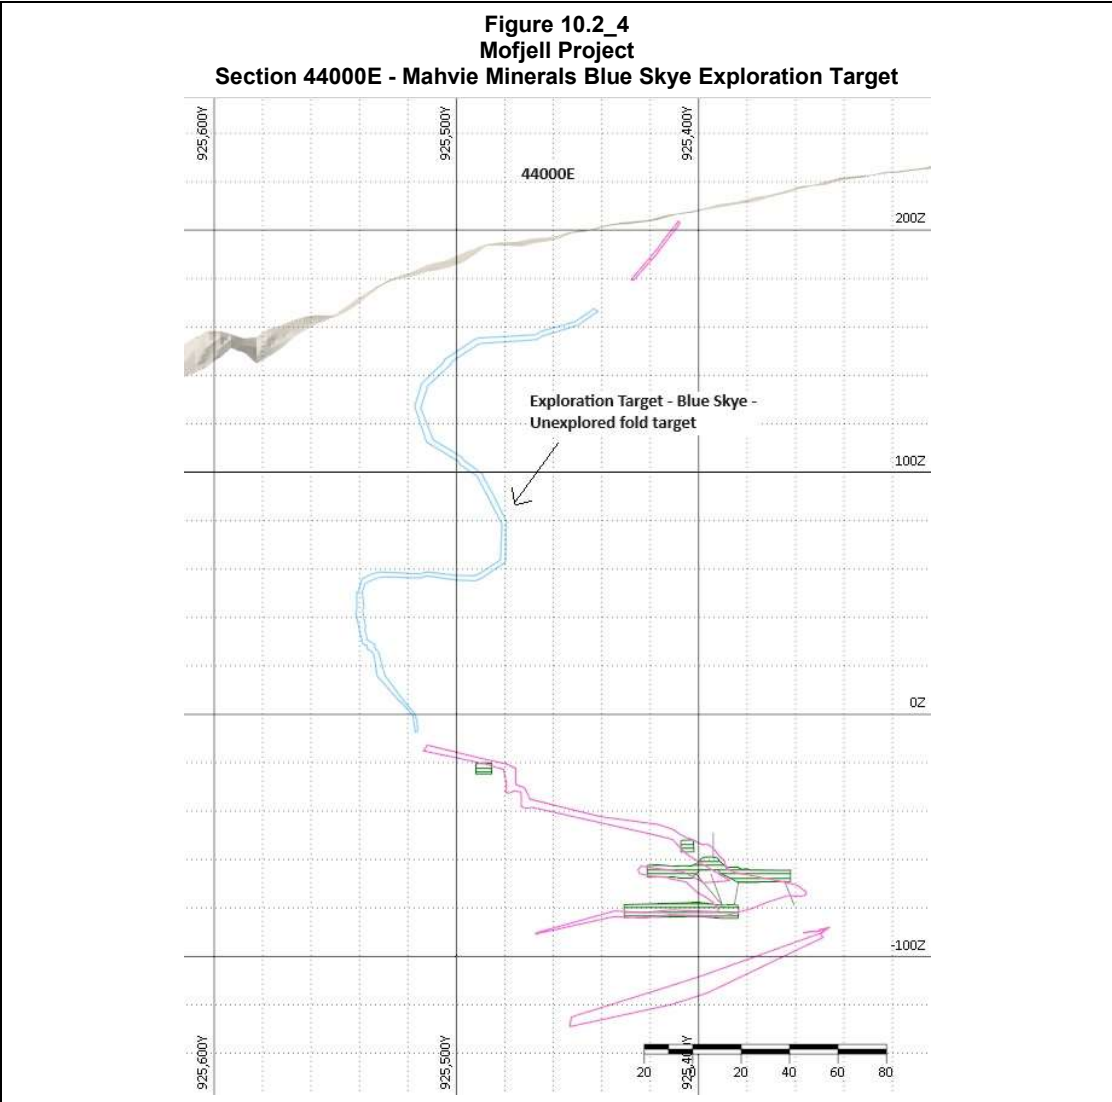 Figure 10.2_4
Mofjell Project
Section 44000E - Mahvie Minerals Blue Skye Exploration Target
925,600Y
925,500Y
925,400Y
44000E
200Z
Exploration Target - Blue Skye -
Unexplored fold target
100Z
0Z
-100Z
925,600Y
925,500Y
925,400Y
20 20 40 60 80